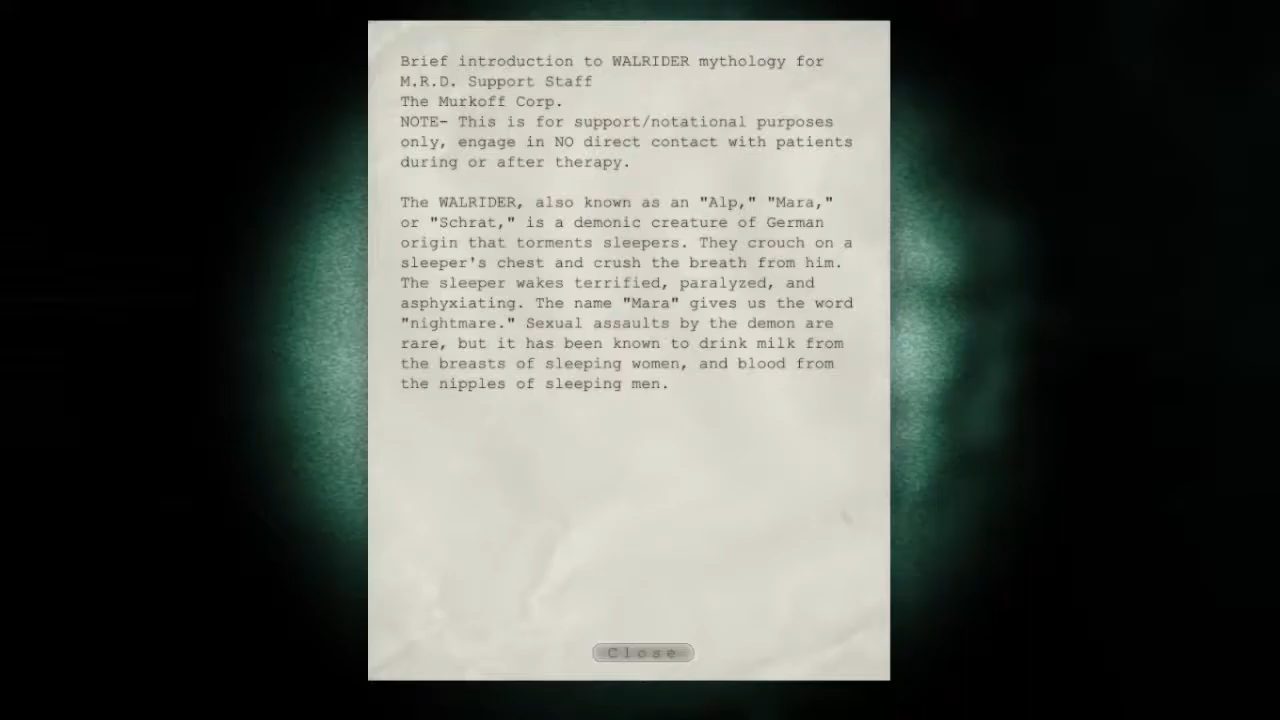 Brief introduction to WALRIDER mythology for
M.R.D. Support Staff
The Murkoff Corp.
NOTE- This is for support/notational purposes
only, engage in NO direct contact with patients
during or after therapy.
The WALRIDER, also known as an "Alp," "Mara,"
or "Schrat," is a demonic creature of German
origin that torments sleepers. They crouch on a
sleeper's chest and crush the breath from him.
The sleeper wakes terrified, paralyzed, and
asphyxiating. The name "Mara" gives us the word
"nightmare." Sexual assaults by the demon are
rare, but it has been known to drink milk from
the breasts of sleeping women, and blood from
the nipples of sleeping men.
Close